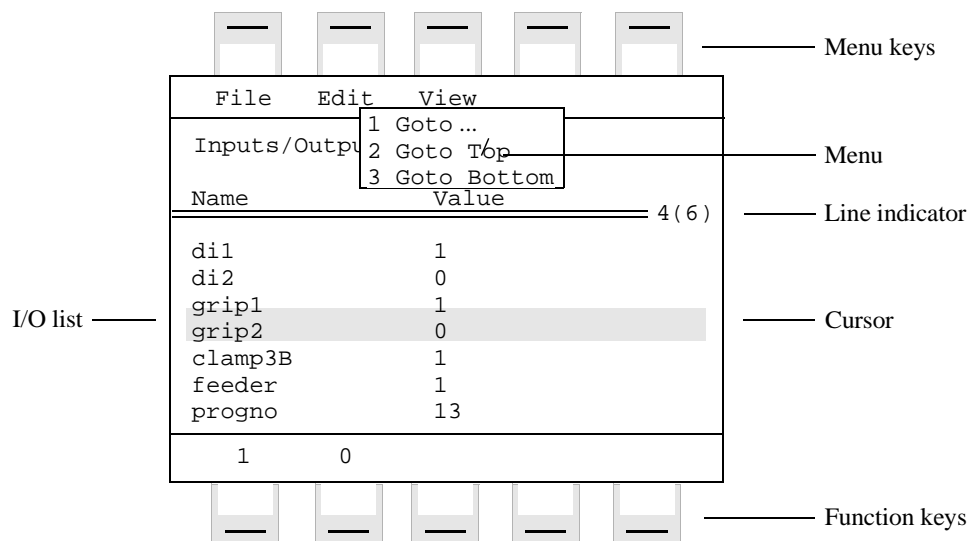 Menu keys
File Edit View
1 Goto ...
Inputs/Outpu
2 Goto Top
Menu
3 Goto Bottom
Name Value
4(6)
Line indicator
di1 1
di2 0
grip1 1
I/O list
grip2 0
Cursor
clamp3B 1
feeder 1
progno 13
1 0
Function keys